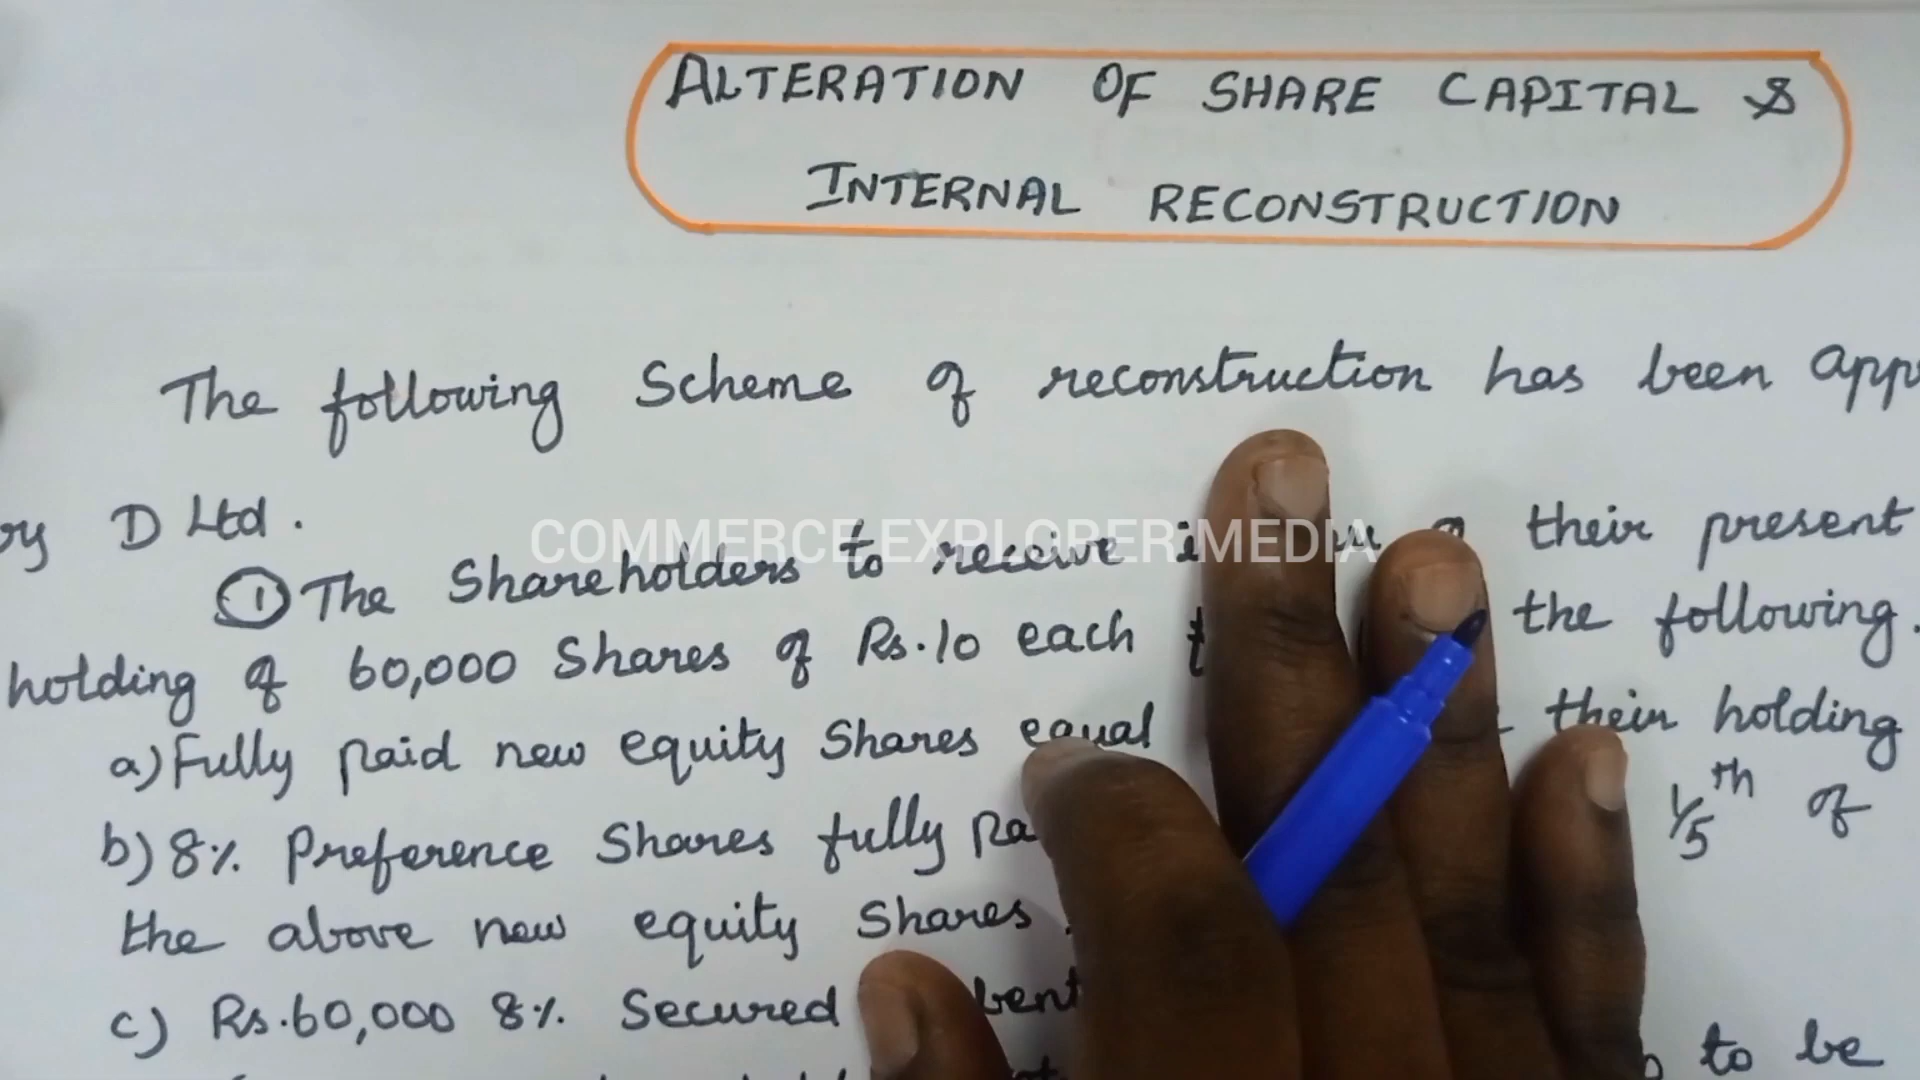 ALTERATION OF SHARE CAPITAL &
INTERNAL RECONSTRUCTION
The following Scheme of reconstruction has been app
by D Ltd.
COMMERCE EXPLORER MEDIA
① The Shareholders to receive their present
holding of 60,000 Shares of Rs.10 each the following.
a) Fully paid new equity Shares equal their holding
b) 8% Preference Shares fully 1/5th of
the above new equity Shares.
c) Rs.60,000 8% Secured
to be